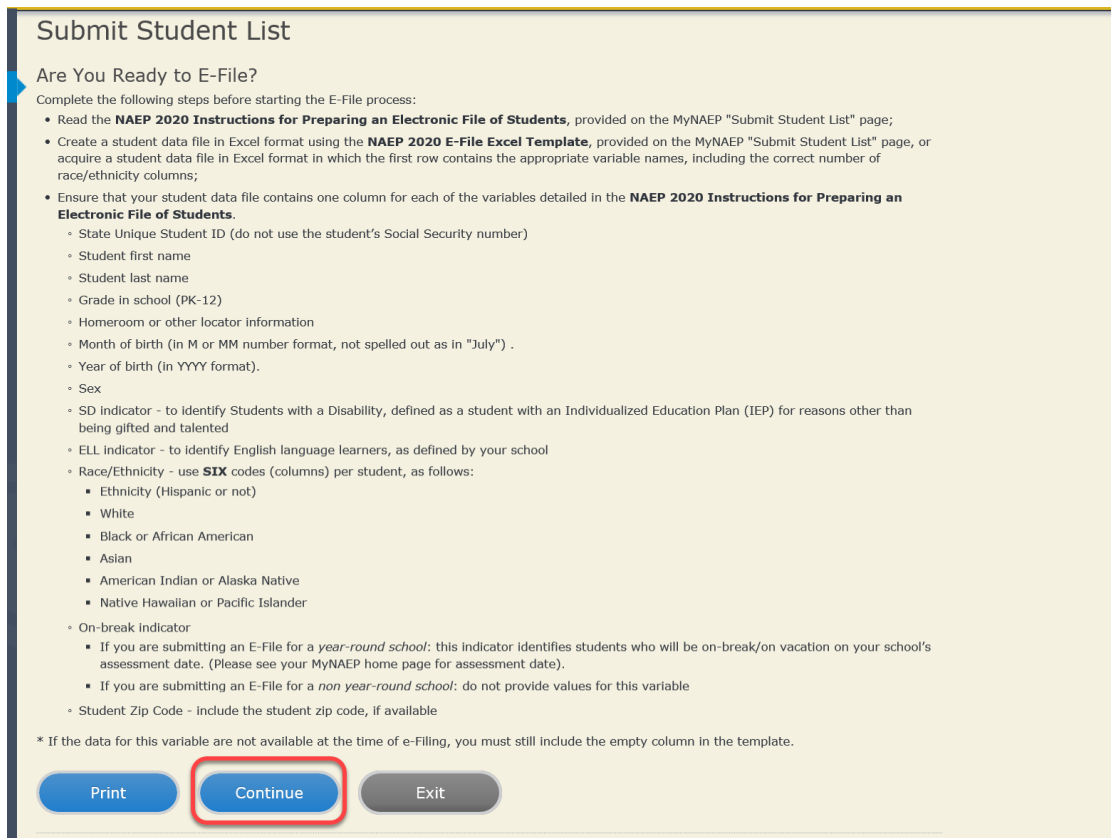 Submit Student List
Are You Ready to E-File?
Complete the following steps before starting the E-File process:
• Read the NAEP 2020 Instructions for Preparing an Electronic File of Students, provided on the MyNAEP "Submit Student List" page;
• Create a student data file in Excel format using the NAEP 2020 E-File Excel Template, provided on the MyNAEP "Submit Student List" page, or
acquire a student data file in Excel format in which the first row contains the appropriate variable names, including the correct number of
race/ethnicity columns;
• Ensure that your student data file contains one column for each of the variables detailed in the NAEP 2020 Instructions for Preparing an
Electronic File of Students.
◦ State Unique Student ID (do not use the student's Social Security number)
◦ Student first name
◦ Student last name
◦ Grade in school (PK-12)
◦ Homeroom or other locator information
◦ Month of birth (in M or MM number format, not spelled out as in "July") .
◦ Year of birth (in YYYY format).
◦ Sex
◦ SD indicator - to identify Students with a Disability, defined as a student with an Individualized Education Plan (IEP) for reasons other than
being gifted and talented
◦ ELL indicator - to identify English language learners, as defined by your school
◦ Race/Ethnicity - use SIX codes (columns) per student, as follows:
▪ Ethnicity (Hispanic or not)
▪ White
▪ Black or African American
▪ Asian
▪ American Indian or Alaska Native
▪ Native Hawaiian or Pacific Islander
◦ On-break indicator
▪ If you are submitting an E-File for a year-round school: this indicator identifies students who will be on-break/on vacation on your school's
assessment date. (Please see your MyNAEP home page for assessment date).
▪ If you are submitting an E-File for a non year-round school: do not provide values for this variable
◦ Student Zip Code - include the student zip code, if available
* If the data for this variable are not available at the time of e-Filing, you must still include the empty column in the template.
Print Continue Exit